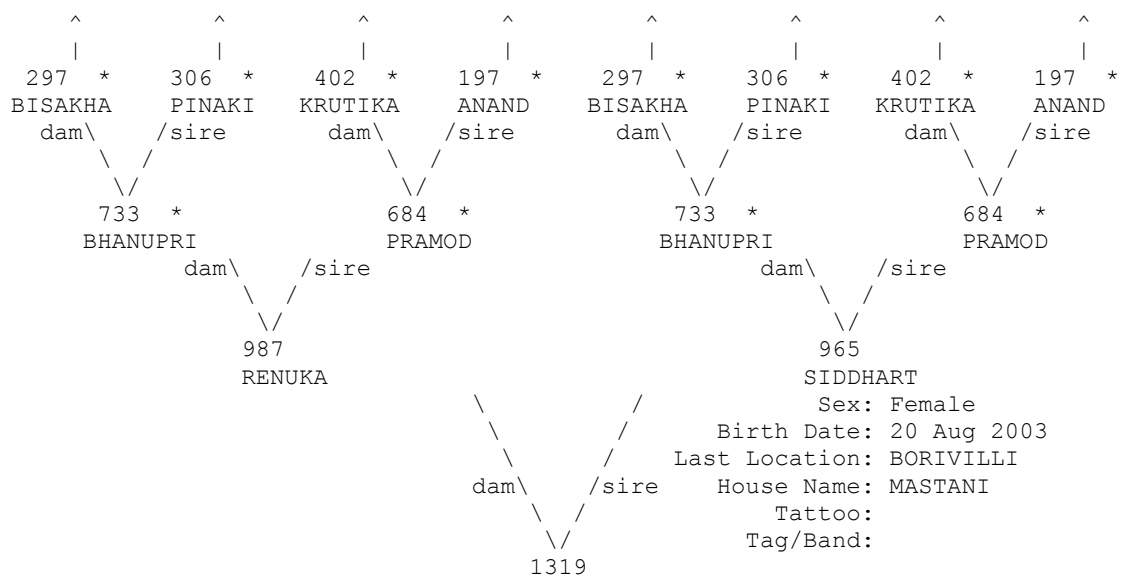 ^ ^ ^ ^ ^ ^ ^ ^
| | | | | | | |
297 * 306 * 402 * 197 * 297 * 306 * 402 * 197 *
BISAKHA PINAKI KRUTIKA ANAND BISAKHA PINAKI KRUTIKA ANAND
dam\ /sire dam\ /sire dam\ /sire dam\ /sire
\ / \ / \ / \ /
\/ \/ \/ \/
733 * 684 * 733 * 684 *
BHANUPRI PRAMOD BHANUPRI PRAMOD
dam\ /sire dam\ /sire
\ / \ /
\/ \/
987 965
RENUKA SIDDHART
\ / Sex: Female
\ / Birth Date: 20 Aug 2003
\ / Last Location: BORIVILLI
dam\ /sire House Name: MASTANI
\ / Tattoo:
\/ Tag/Band:
1319